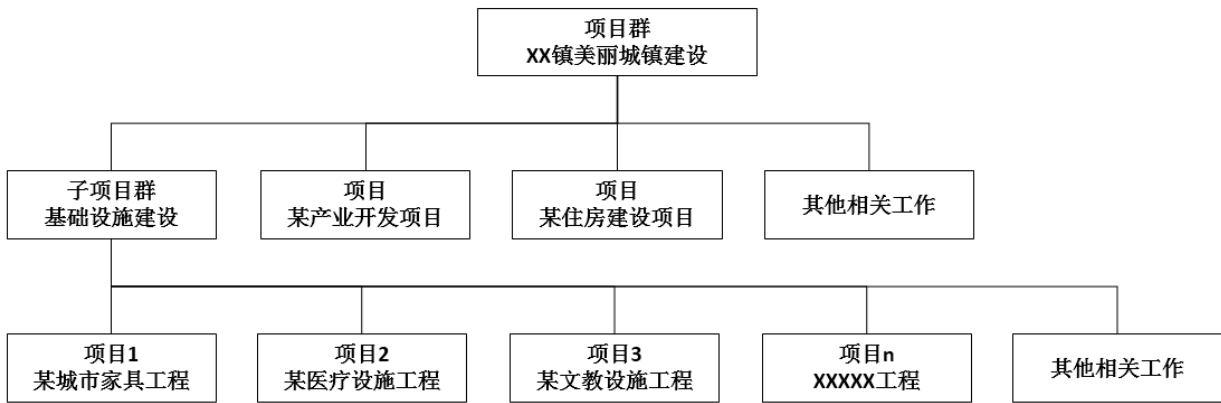 项目群
XX镇美丽城镇建设
子项目群
基础设施建设
项目
某产业开发项目
项目
某住房建设项目
其他相关工作
项目1
某城市家具工程
项目2
某医疗设施工程
项目3
某文教设施工程
项目n
XXXXX工程
其他相关工作